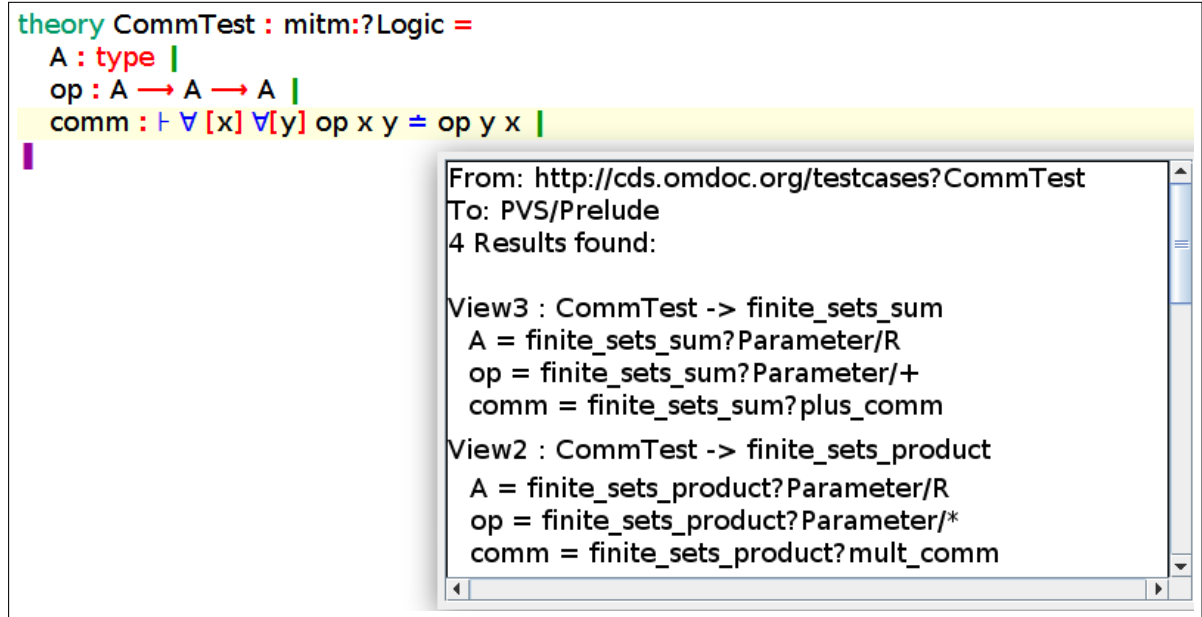 theory CommTest : mitm:?Logic =
A : type |
op : A ⟶ A ⟶ A |
comm : ⊦ ∀ [x] ∀[y] op x y ≐ op y x |
From: http://cds.omdoc.org/testcases?CommTest
To: PVS/Prelude
4 Results found:
View3 : CommTest -> finite_sets_sum
A = finite_sets_sum?Parameter/R
op = finite_sets_sum?Parameter/+
comm = finite_sets_sum?plus_comm
View2 : CommTest -> finite_sets_product
A = finite_sets_product?Parameter/R
op = finite_sets_product?Parameter/*
comm = finite_sets_product?mult_comm